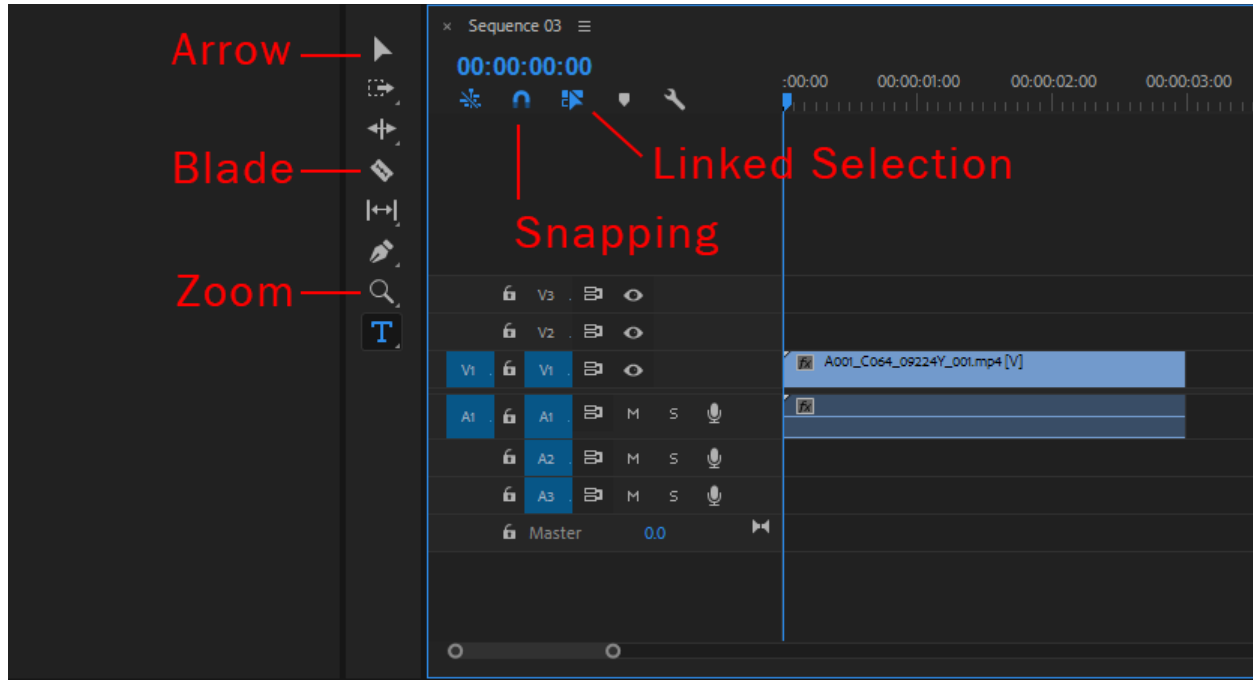 × Sequence 03
00:00:00:00
:00:00 00:00:01:00 00:00:02:00 00:00:03:00
Arrow
Blade
Zoom
T
Linked Selection
Snapping
V3
V2
V1 V1 fx A001_C064_09224Y_001.mp4 [V]
A1 A1 M S fx
A2 M S
A3 M S
Master 0.0